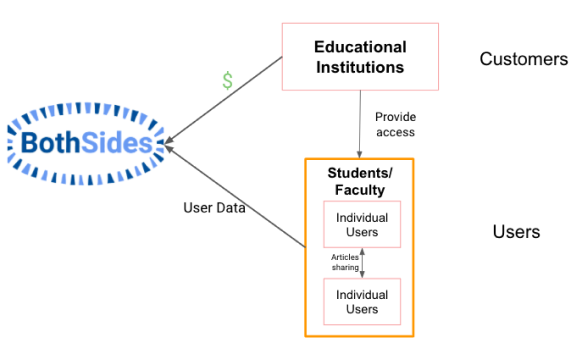 Educational
Institutions
Customers
$
Provide
access
BothSides
Students/
Faculty
User Data
Individual
Users
Users
Articles
sharing
Individual
Users